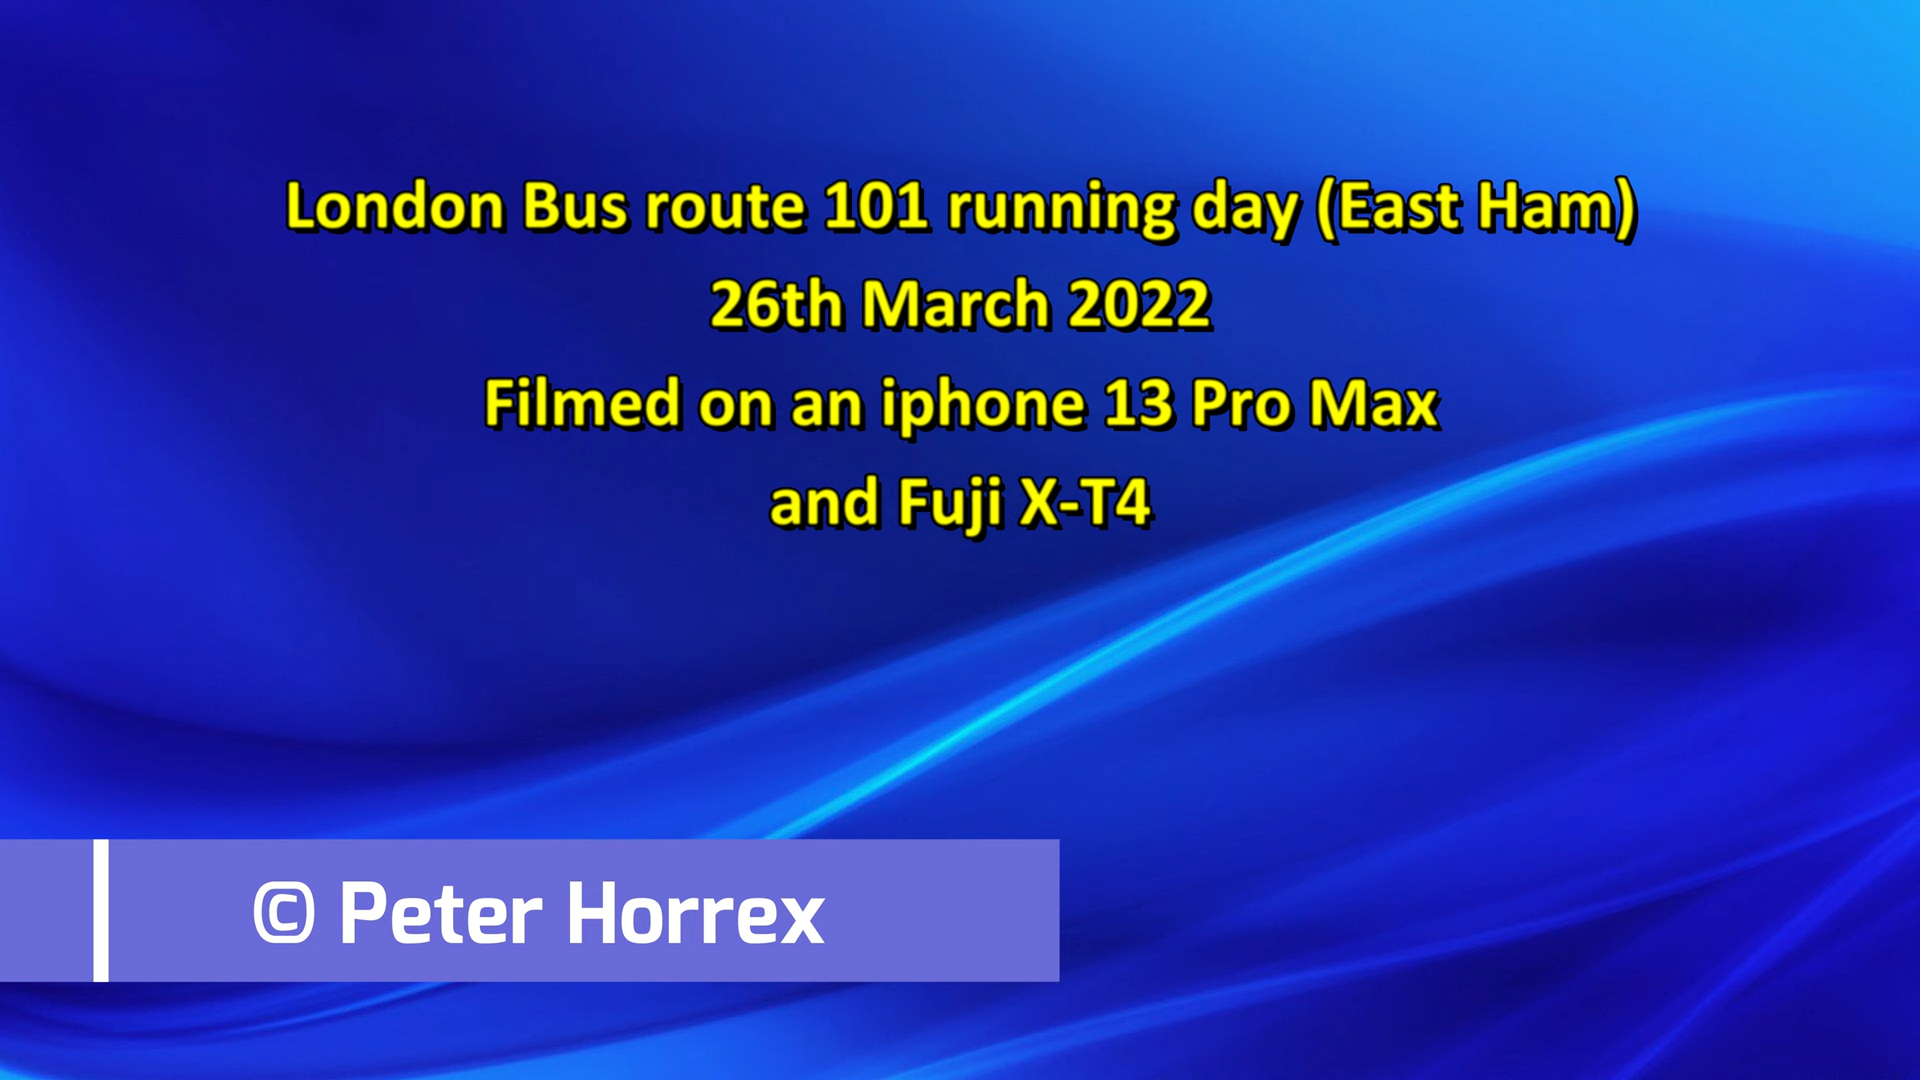 London Bus route 101 running day (East Ham)
26th March 2022
Filmed on an iphone 13 Pro Max
and Fuji X-T4
© Peter Horrex